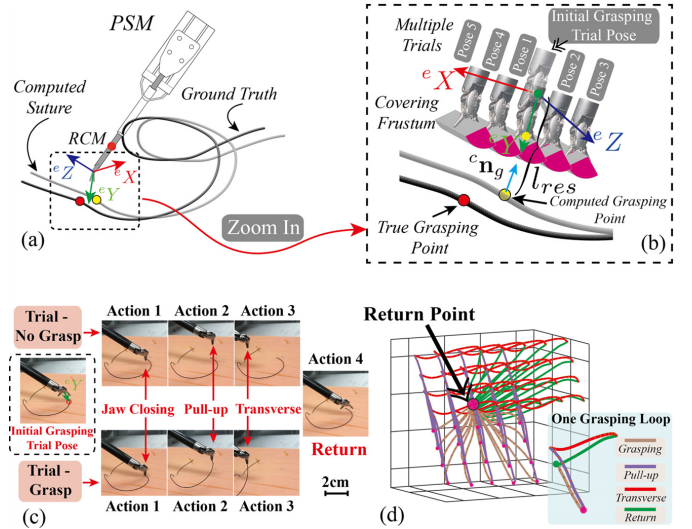 PSM
Computed
Suture
Ground Truth
RCM
eZ
eX
eY
(a)
Zoom In
Multiple
Trials
Pose 5
Pose 4
Pose 1
Pose 2
Pose 3
Initial Grasping
Trial Pose
eX
Covering
Frustum
Y
eZ
cng
lres
Computed Grasping
Point
True Grasping
Point
(b)
Trial -
No Grasp
Action 1
Action 2
Action 3
Action 4
eY
Initial Grasping
Trial Pose
Jaw Closing
Pull-up
Transverse
Return
Trial -
Grasp
Action 1
Action 2
Action 3
2cm
(c)
Return Point
One Grasping Loop
Grasping
Pull-up
Transverse
Return
(d)